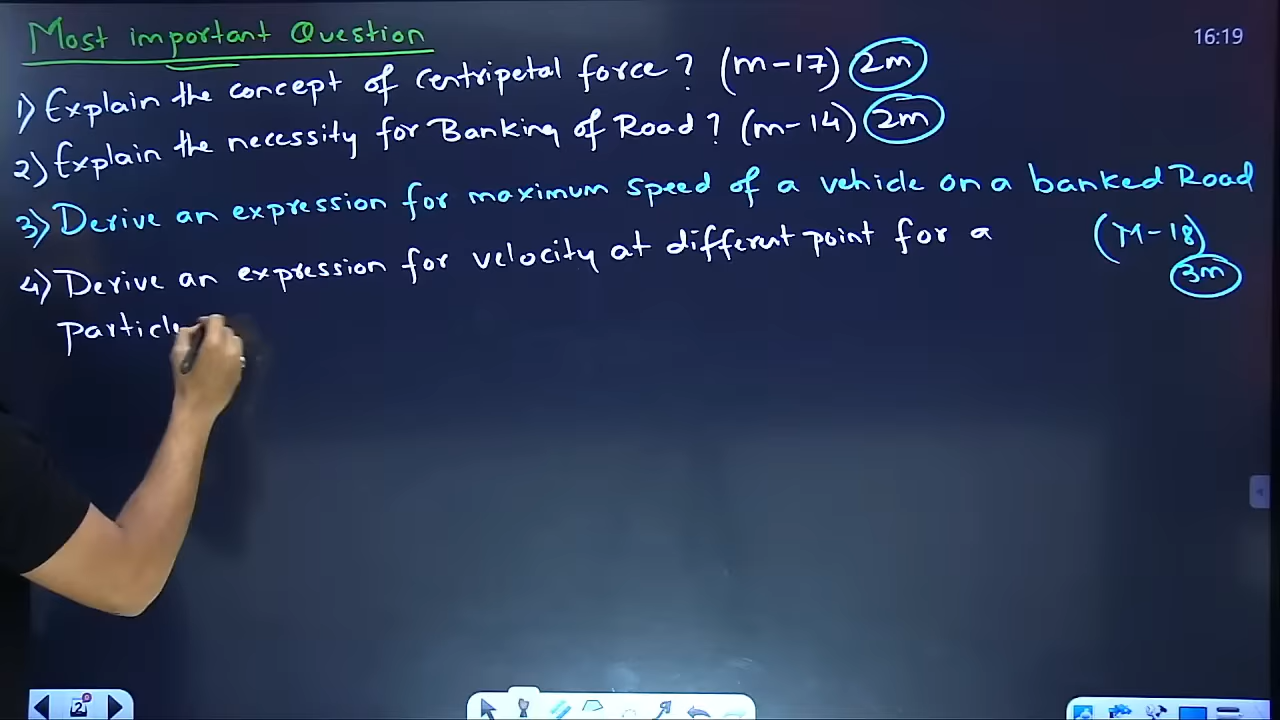 Most important Question
16:19
1) Explain the concept of Centripetal force? (m-17) 2m
2) Explain the necessity for Banking of Road? (m-14) 2m
3) Derive an expression for maximum speed of a vehicle on a banked Road
(M-18)
3m
4) Derive an expression for velocity at different point for a
Particle
2